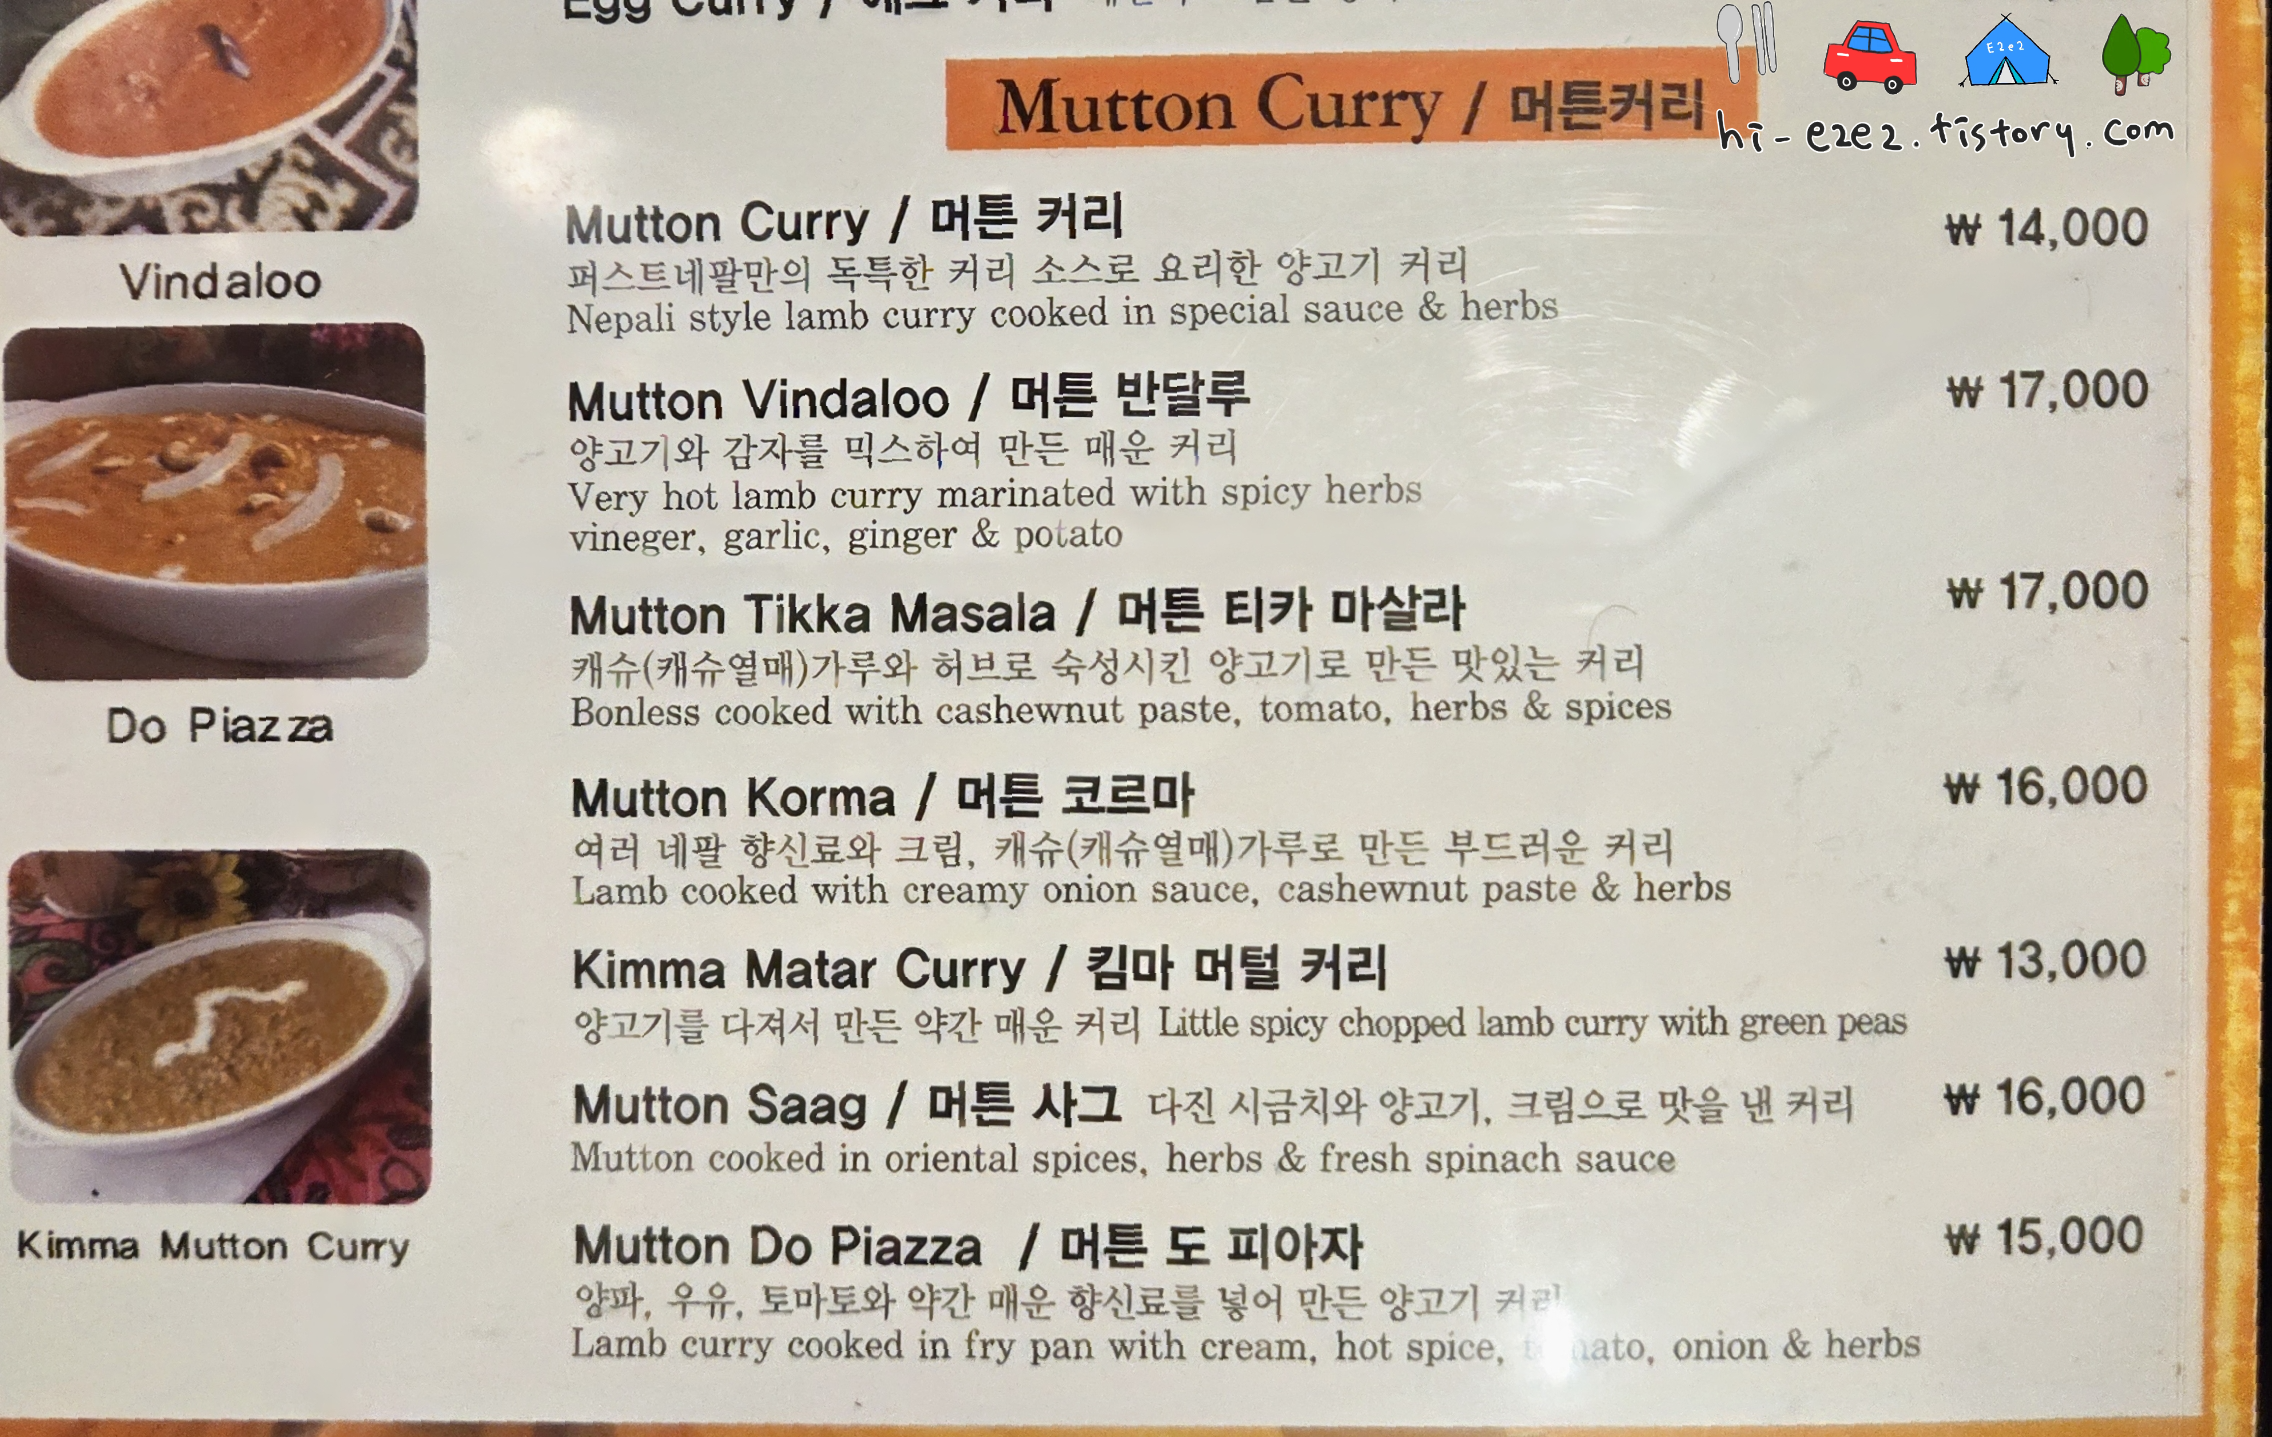 Egg Curry /
Mutton Curry / 머튼커리
E2e2
hi-e2e2.tistory.com
Vindaloo
Do Piazza
Kimma Mutton Curry
Mutton Curry / 머튼 커리 ₩ 14,000
퍼스트네팔만의 독특한 커리 소스로 요리한 양고기 커리
Nepali style lamb curry cooked in special sauce & herbs
Mutton Vindaloo / 머튼 반달루 ₩ 17,000
양고기와 감자를 믹스하여 만든 매운 커리
Very hot lamb curry marinated with spicy herbs
vineger, garlic, ginger & potato
Mutton Tikka Masala / 머튼 티카 마살라 ₩ 17,000
캐슈(캐슈열매)가루와 허브로 숙성시킨 양고기로 만든 맛있는 커리
Bonless cooked with cashewnut paste, tomato, herbs & spices
Mutton Korma / 머튼 코르마 ₩ 16,000
여러 네팔 향신료와 크림, 캐슈(캐슈열매)가루로 만든 부드러운 커리
Lamb cooked with creamy onion sauce, cashewnut paste & herbs
Kimma Matar Curry / 킴마 머털 커리 ₩ 13,000
양고기를 다져서 만든 약간 매운 커리 Little spicy chopped lamb curry with green peas
Mutton Saag / 머튼 사그 다진 시금치와 양고기, 크림으로 맛을 낸 커리 ₩ 16,000
Mutton cooked in oriental spices, herbs & fresh spinach sauce
Mutton Do Piazza / 머튼 도 피아자 ₩ 15,000
양파, 우유, 토마토와 약간 매운 향신료를 넣어 만든 양고기 커리
Lamb curry cooked in fry pan with cream, hot spice, tomato, onion & herbs